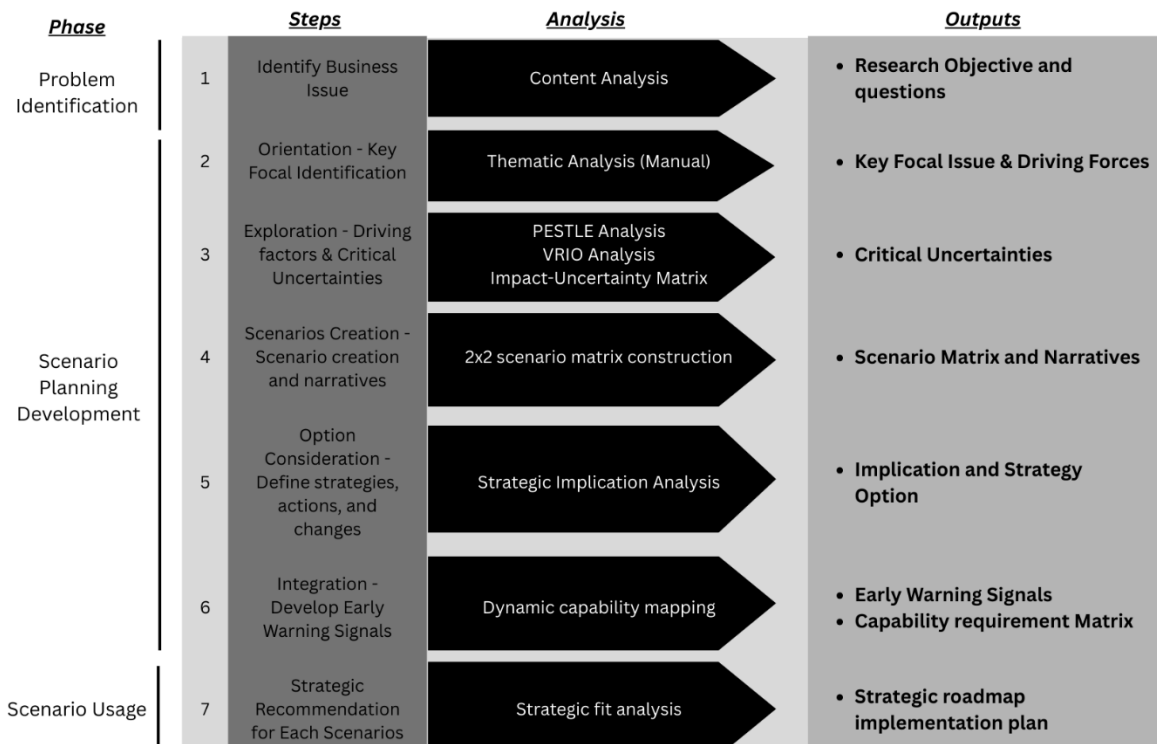 Phase
Steps
Analysis
Outputs
Problem
Identification
1
Identify Business
Issue
Content Analysis
• Research Objective and
questions
Scenario
Planning
Development
2
Orientation - Key
Focal Identification
Thematic Analysis (Manual)
• Key Focal Issue & Driving Forces
3
Exploration - Driving
factors & Critical
Uncertainties
PESTLE Analysis
VRIO Analysis
Impact-Uncertainty Matrix
• Critical Uncertainties
4
Scenarios Creation -
Scenario creation
and narratives
2x2 scenario matrix construction
• Scenario Matrix and Narratives
5
Option
Consideration -
Define strategies,
actions, and
changes
Strategic Implication Analysis
• Implication and Strategy
Option
6
Integration -
Develop Early
Warning Signals
Dynamic capability mapping
• Early Warning Signals
• Capability requirement Matrix
Scenario Usage
7
Strategic
Recommendation
for Each Scenarios
Strategic fit analysis
• Strategic roadmap
implementation plan